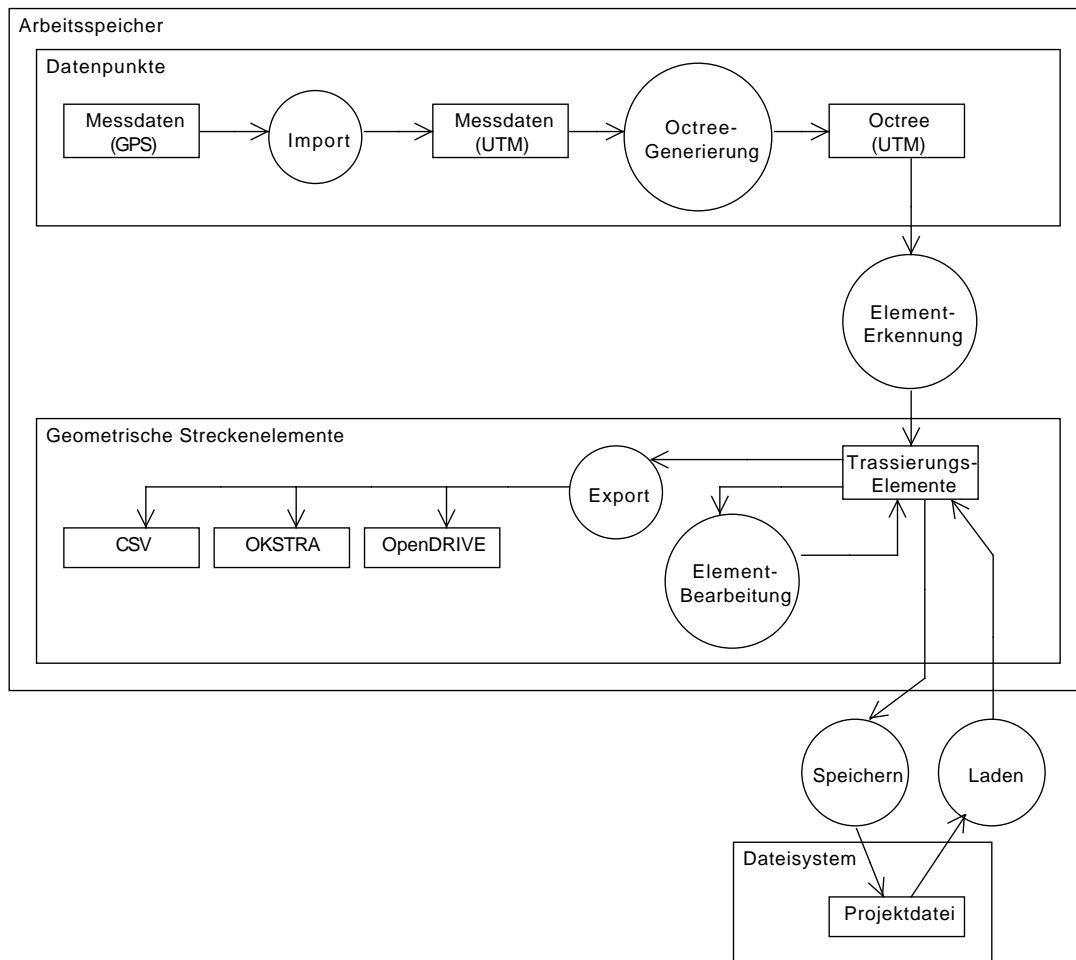 Arbeitsspeicher
Datenpunkte
Messdaten
(GPS)
Import
Messdaten
(UTM)
Octree-
Generierung
Octree
(UTM)
Element-
Erkennung
Geometrische Streckenelemente
Trassierungs-
Elemente
Export
CSV
OKSTRA
OpenDRIVE
Element-
Bearbeitung
Speichern
Laden
Dateisystem
Projektdatei